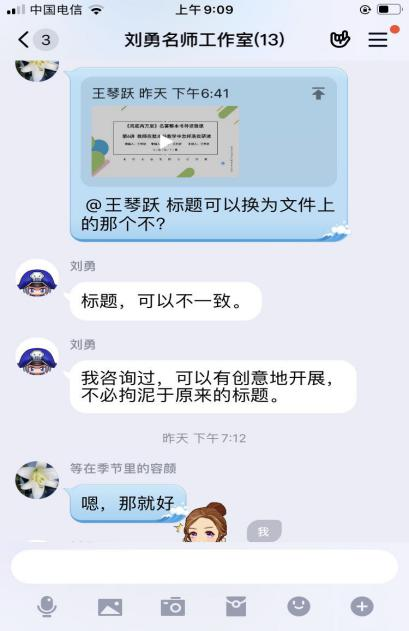 中国电信
上午9:09
3
刘勇名师工作室(13)
王琴跃 昨天 下午6:41
@王琴跃 标题可以换为文件上
的那个不?
刘勇
标题，可以不一致。
刘勇
我咨询过，可以有创意地开展，
不必拘泥于原来的标题。
昨天 下午7:12
等在季节里的容颜
嗯，那就好
我